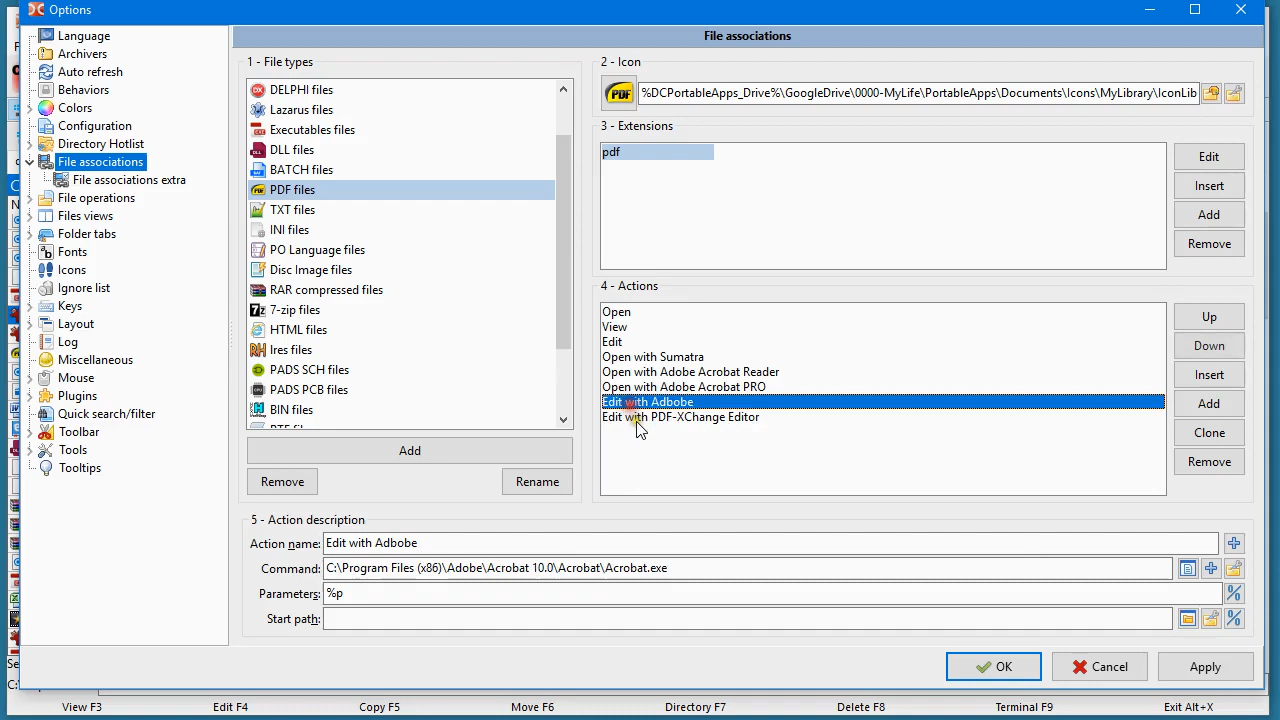 Options
Language
Archivers
Auto refresh
Behaviors
Colors
Configuration
Directory Hotlist
File associations
File associations extra
File operations
Files views
Folder tabs
Fonts
Icons
Ignore list
Keys
Layout
Log
Miscellaneous
Mouse
Plugins
Quick search/filter
Toolbar
Tools
Tooltips
File associations
1 - File types
DELPHI files
Lazarus files
Executables files
DLL files
BATCH files
PDF files
TXT files
INI files
PO Language files
Disc Image files
RAR compressed files
7-zip files
HTML files
Ires files
PADS SCH files
PADS PCB files
BIN files
Add
Remove
Rename
2 - Icon
PDF
%DCPortableApps_Drive%\GoogleDrive\0000-MyLife\PortableApps\Documents\Icons\MyLibrary\IconLib
3 - Extensions
pdf
Edit
Insert
Add
Remove
4 - Actions
Open
View
Edit
Open with Sumatra
Open with Adobe Acrobat Reader
Open with Adobe Acrobat PRO
Edit with Adbobe
Edit with PDF-XChange Editor
Up
Down
Insert
Add
Clone
Remove
5 - Action description
Action name: Edit with Adbobe
Command: C:\Program Files (x86)\Adobe\Acrobat 10.0\Acrobat\Acrobat.exe
Parameters: %p
Start path:
OK
Cancel
Apply
View F3
Edit F4
Copy F5
Move F6
Directory F7
Delete F8
Terminal F9
Exit Alt+X